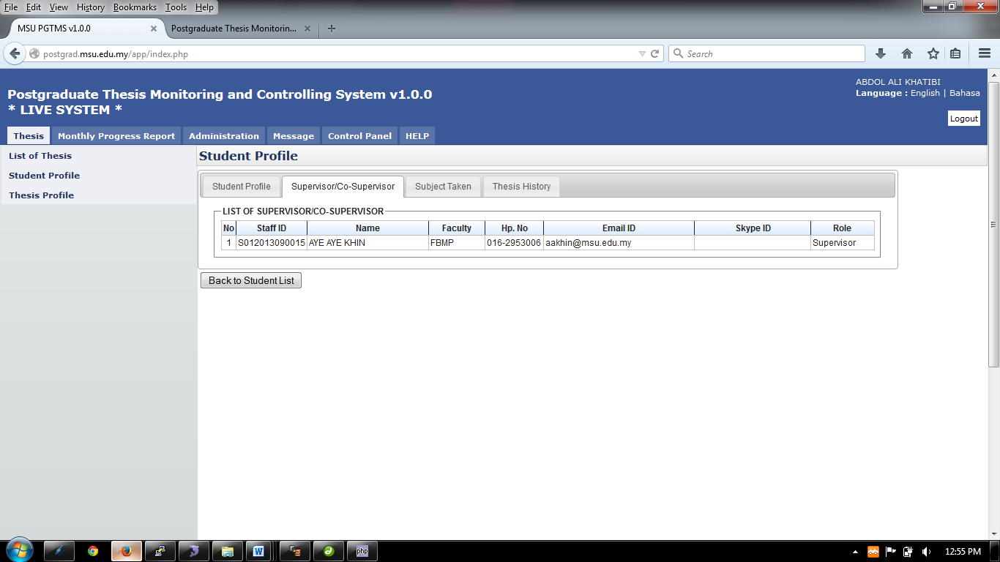 File Edit View History Bookmarks Tools Help
MSU PGTMS v1.0.0 × Postgraduate Thesis Monitorin... × +
postgrad.msu.edu.my/app/index.php Search
ABDOL ALI KHATIBI
Language : English | Bahasa
Postgraduate Thesis Monitoring and Controlling System v1.0.0
* LIVE SYSTEM *
Logout
Thesis Monthly Progress Report Administration Message Control Panel HELP
List of Thesis
Student Profile
Thesis Profile
Student Profile
Student Profile Supervisor/Co-Supervisor Subject Taken Thesis History
LIST OF SUPERVISOR/CO-SUPERVISOR
No Staff ID Name Faculty Hp. No Email ID Skype ID Role
1 S012013090015 AYE AYE KHIN FBMP 016-2953006 aakhin@msu.edu.my Supervisor
Back to Student List
php
12:55 PM